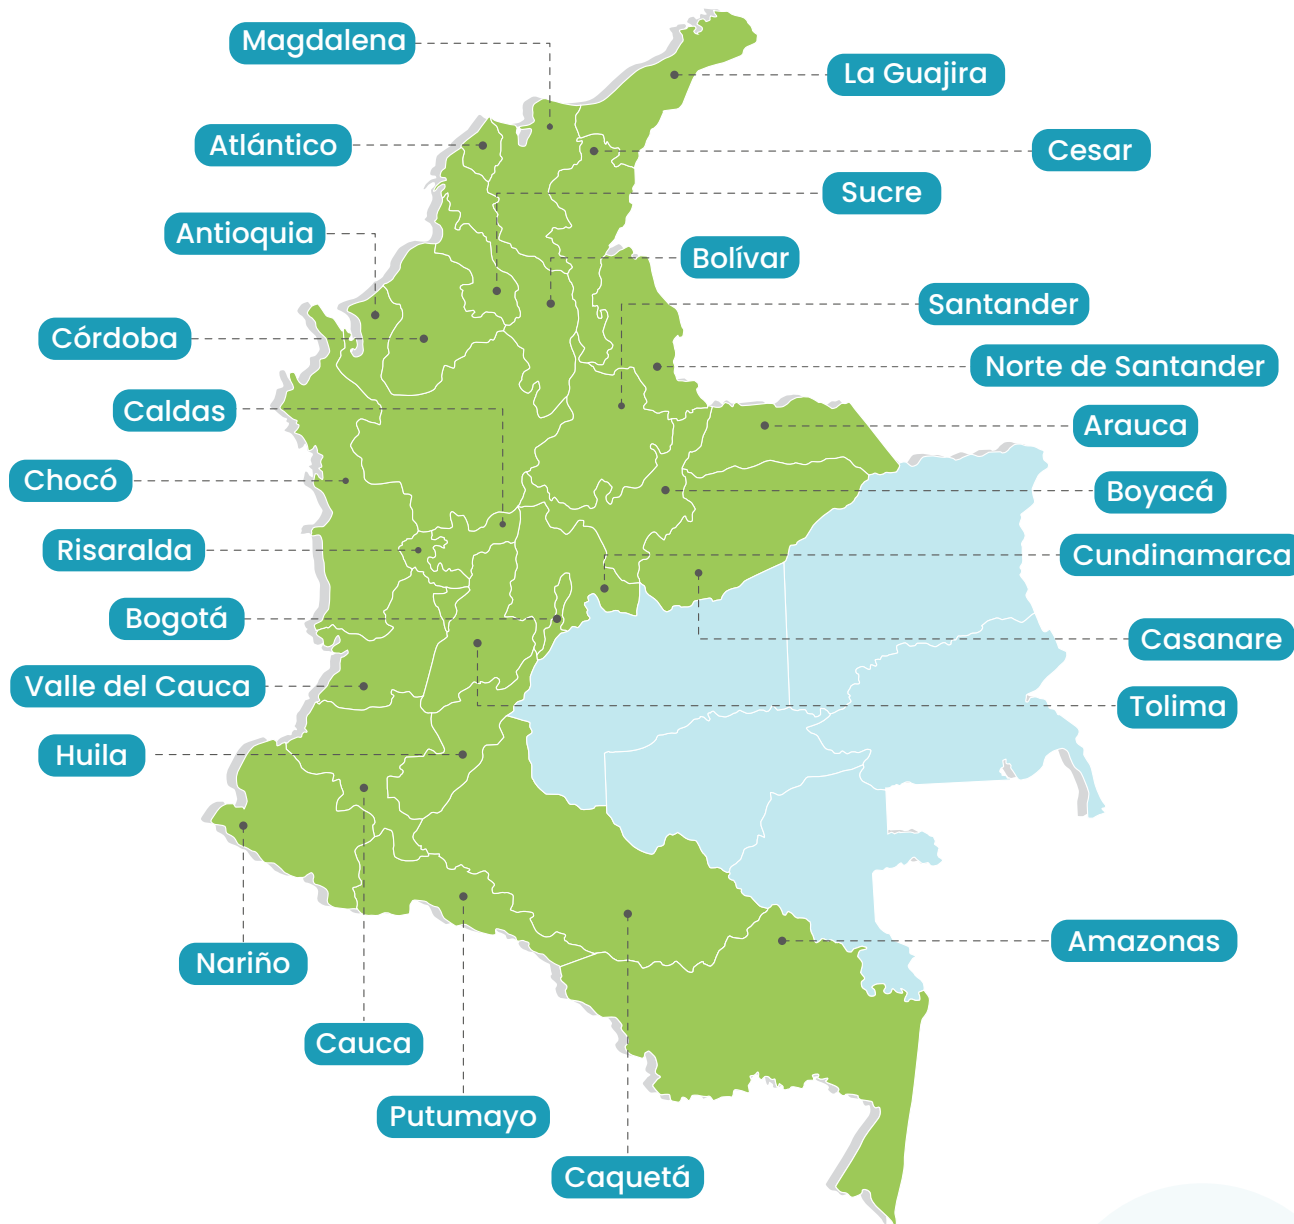 Magdalena
La Guajira
Atlántico
Cesar
Sucre
Antioquia
Bolívar
Santander
Córdoba
Norte de Santander
Caldas
Arauca
Chocó
Boyacá
Risaralda
Cundinamarca
Bogotá
Casanare
Valle del Cauca
Tolima
Huila
Amazonas
Nariño
Cauca
Putumayo
Caquetá